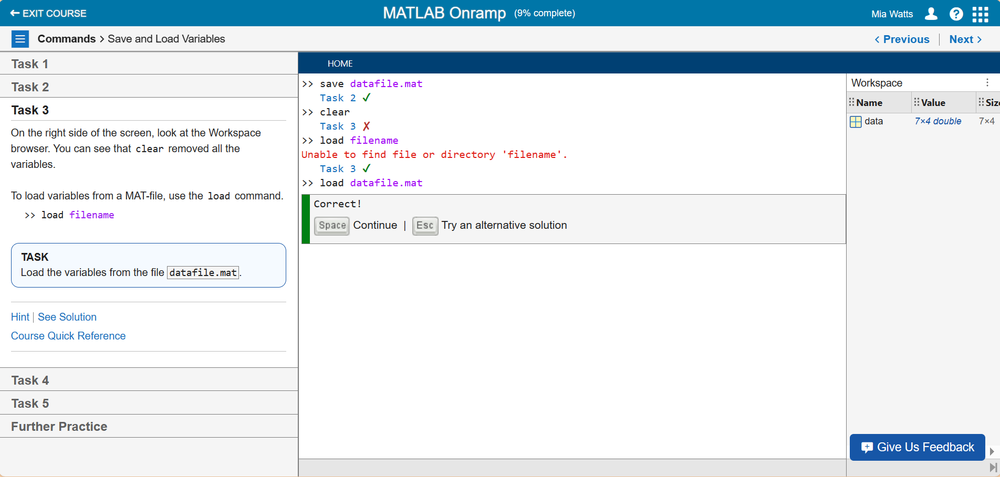 EXIT COURSE
MATLAB Onramp (9% complete)
Mia Watts
Commands > Save and Load Variables
< Previous | Next >
Task 1
Task 2
Task 3
On the right side of the screen, look at the Workspace
browser. You can see that clear removed all the
variables.
To load variables from a MAT-file, use the load command.
>> load filename
TASK
Load the variables from the file datafile.mat.
Hint | See Solution
Course Quick Reference
Task 4
Task 5
Further Practice
HOME
>> save datafile.mat
Task 2 ✓
>> clear
Task 3 ✗
>> load filename
Unable to find file or directory 'filename'.
Task 3 ✓
>> load datafile.mat
Correct!
Space Continue | Esc Try an alternative solution
Workspace
Name Value Siz
data 7×4 double 7×4
Give Us Feedback